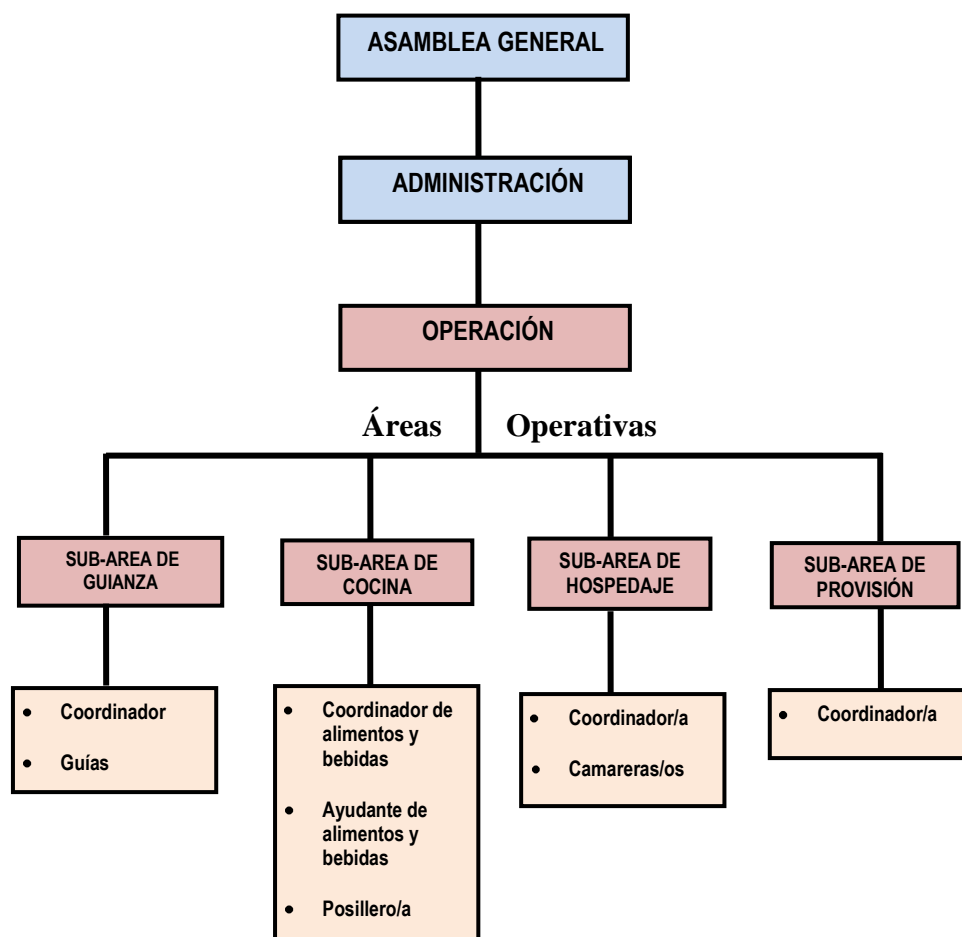 ASAMBLEA GENERAL
ADMINISTRACIÓN
OPERACIÓN
Áreas Operativas
SUB-AREA DE
GUIANZA
SUB-AREA DE
COCINA
SUB-AREA DE
HOSPEDAJE
SUB-AREA DE
PROVISIÓN
• Coordinador
• Guías
• Coordinador de
alimentos y
bebidas
• Ayudante de
alimentos y
bebidas
• Posillero/a
• Coordinador/a
• Camareras/os
• Coordinador/a